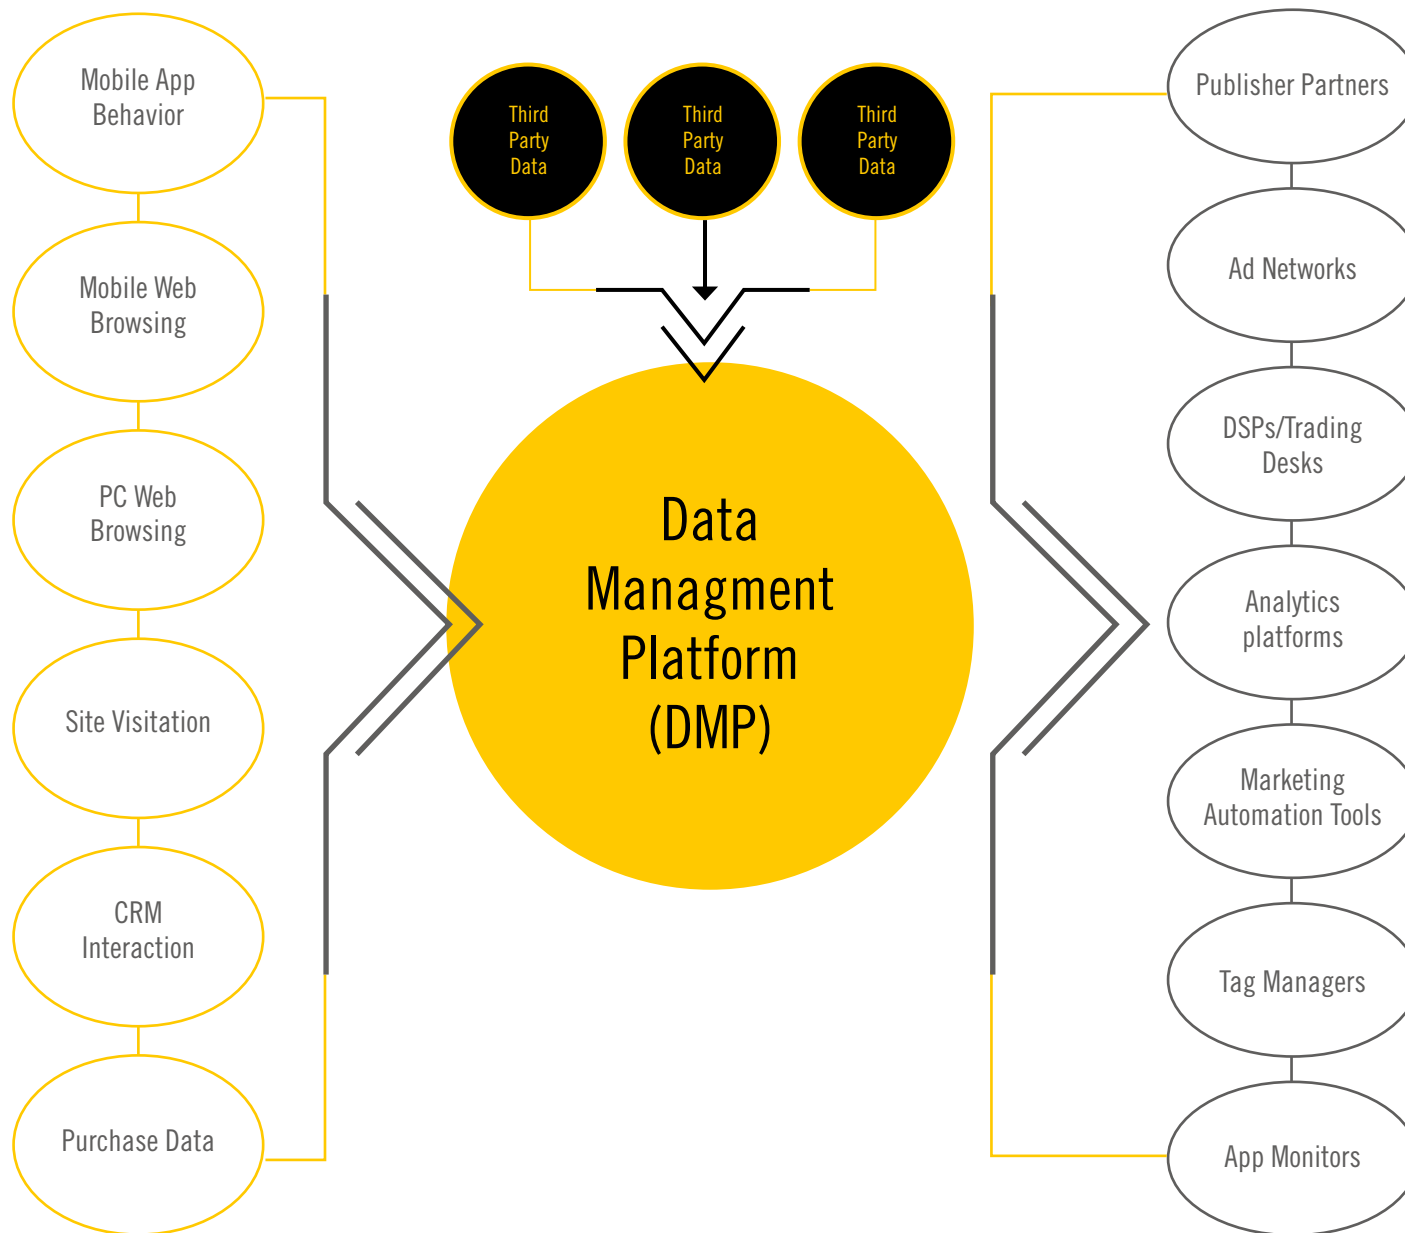 Mobile App
Behavior
Mobile Web
Browsing
PC Web
Browsing
Site Visitation
CRM
Interaction
Purchase Data
Third
Party
Data
Third
Party
Data
Third
Party
Data
Data
Managment
Platform
(DMP)
Publisher Partners
Ad Networks
DSPs/Trading
Desks
Analytics
platforms
Marketing
Automation Tools
Tag Managers
App Monitors